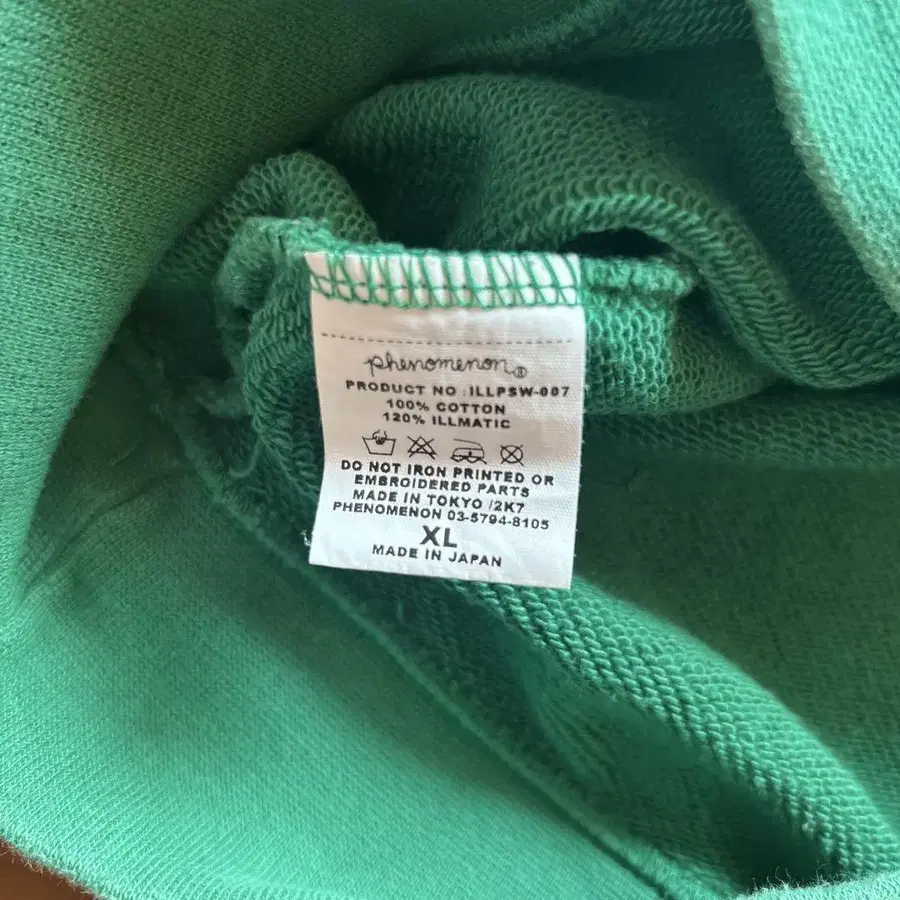 phenomenon®
PRODUCT NO :ILLPSW-007
100% COTTON
120% ILLMATIC
DO NOT IRON PRINTED OR
EMBROIDERED PARTS
MADE IN TOKYO /2K7
PHENOMENON 03-5794-8105
XL
MADE IN JAPAN